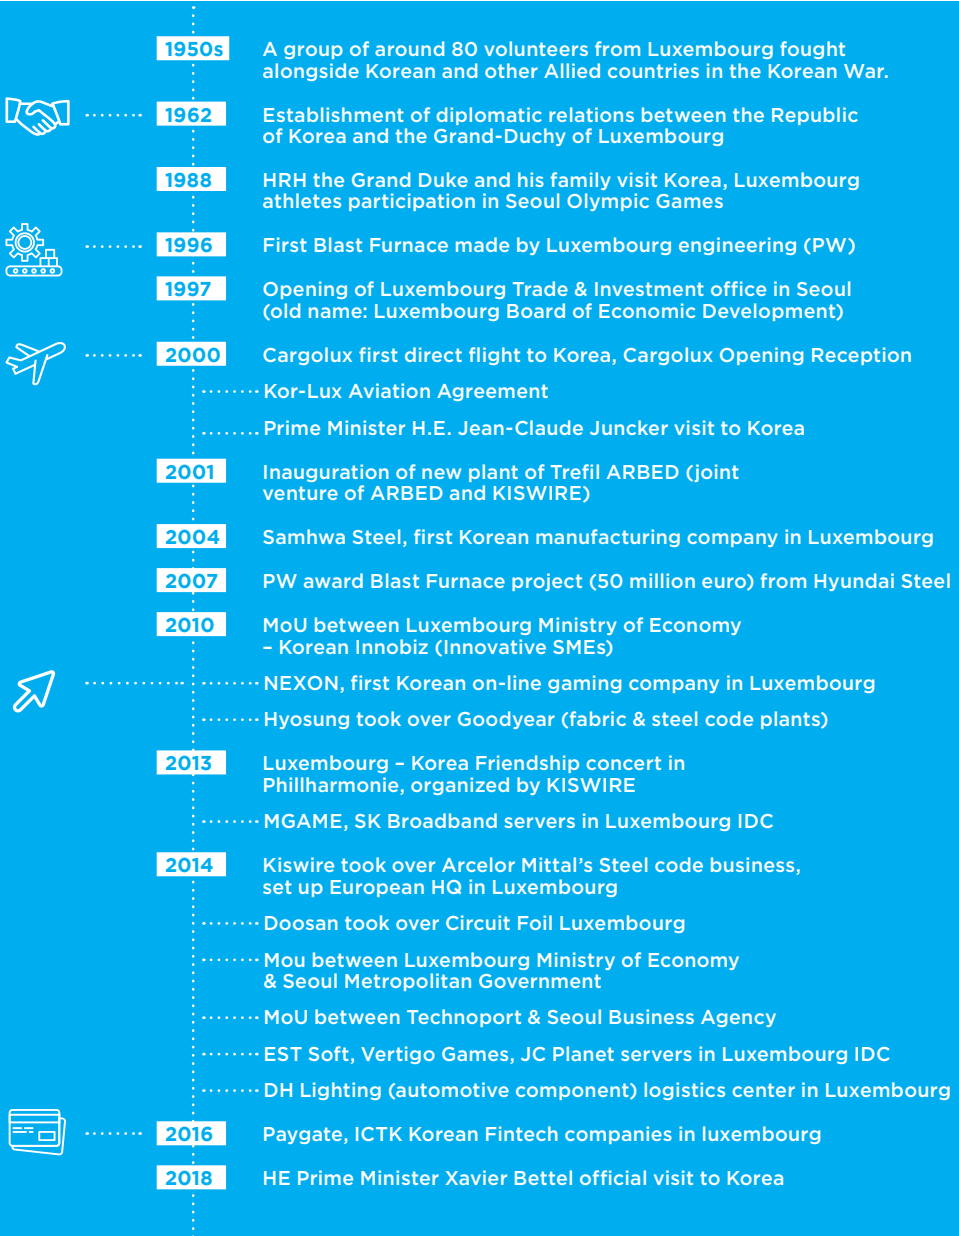 1950s
A group of around 80 volunteers from Luxembourg fought
alongside Korean and other Allied countries in the Korean War.
1962
Establishment of diplomatic relations between the Republic
of Korea and the Grand-Duchy of Luxembourg
1988
HRH the Grand Duke and his family visit Korea, Luxembourg
athletes participation in Seoul Olympic Games
1996
First Blast Furnace made by Luxembourg engineering (PW)
1997
Opening of Luxembourg Trade & Investment office in Seoul
(old name: Luxembourg Board of Economic Development)
2000
Cargolux first direct flight to Korea, Cargolux Opening Reception
Kor-Lux Aviation Agreement
Prime Minister H.E. Jean-Claude Juncker visit to Korea
2001
Inauguration of new plant of Trefil ARBED (joint
venture of ARBED and KISWIRE)
2004
Samhwa Steel, first Korean manufacturing company in Luxembourg
2007
PW award Blast Furnace project (50 million euro) from Hyundai Steel
2010
MoU between Luxembourg Ministry of Economy
– Korean Innobiz (Innovative SMEs)
NEXON, first Korean on-line gaming company in Luxembourg
Hyosung took over Goodyear (fabric & steel code plants)
2013
Luxembourg – Korea Friendship concert in
Phillharmonie, organized by KISWIRE
MGAME, SK Broadband servers in Luxembourg IDC
2014
Kiswire took over Arcelor Mittal's Steel code business,
set up European HQ in Luxembourg
Doosan took over Circuit Foil Luxembourg
Mou between Luxembourg Ministry of Economy
& Seoul Metropolitan Government
MoU between Technoport & Seoul Business Agency
EST Soft, Vertigo Games, JC Planet servers in Luxembourg IDC
DH Lighting (automotive component) logistics center in Luxembourg
2016
Paygate, ICTK Korean Fintech companies in luxembourg
2018
HE Prime Minister Xavier Bettel official visit to Korea